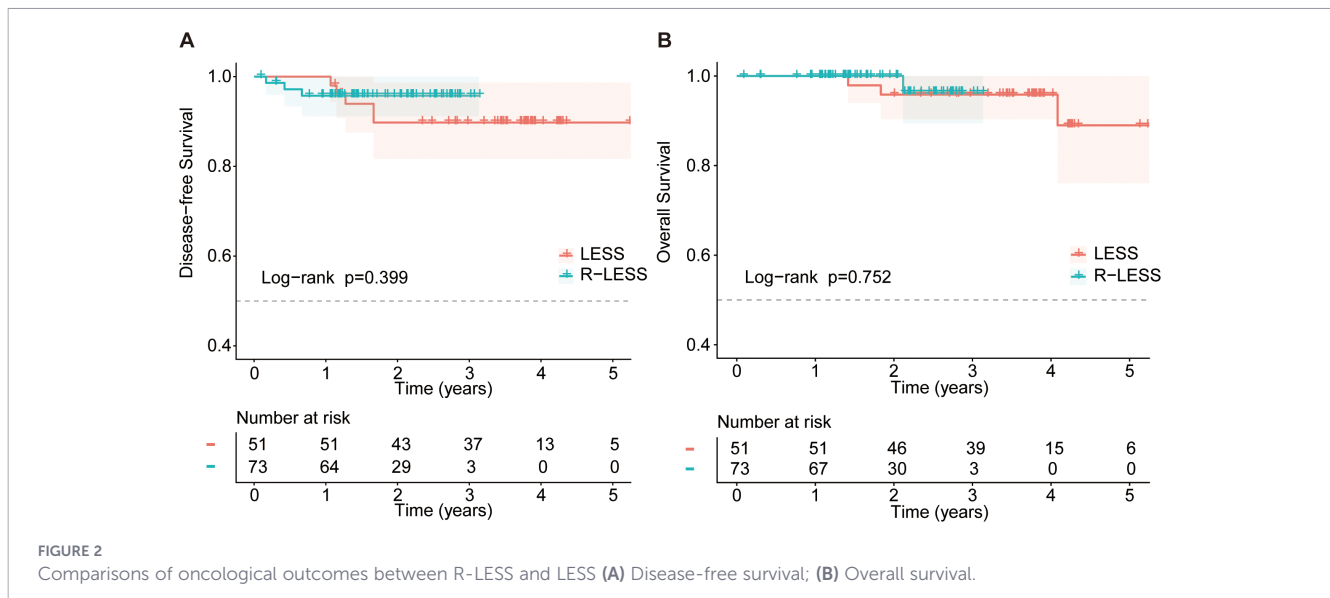 A
Disease-free Survival
1.0
0.8
0.6
0.4
LESS
R-LESS
Log-rank p=0.399
0 1 2 3 4 5
Time (years)
Number at risk
51 51 43 37 13 5
73 64 29 3 0 0
0 1 2 3 4 5
Time (years)
B
Overall Survival
1.0
0.8
0.6
0.4
LESS
R-LESS
Log-rank p=0.752
0 1 2 3 4 5
Time (years)
Number at risk
51 51 46 39 15 6
73 67 30 3 0 0
0 1 2 3 4 5
Time (years)
FIGURE 2
Comparisons of oncological outcomes between R-LESS and LESS (A) Disease-free survival; (B) Overall survival.